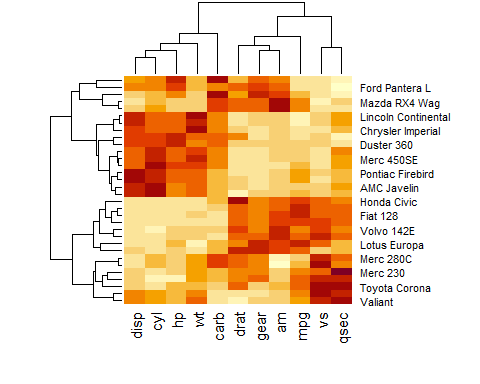 Ford Pantera L
Mazda RX4 Wag
Lincoln Continental
Chrysler Imperial
Duster 360
Merc 450SE
Pontiac Firebird
AMC Javelin
Honda Civic
Fiat 128
Volvo 142E
Lotus Europa
Merc 280C
Merc 230
Toyota Corona
Valiant
disp
cyl
hp
wt
carb
drat
gear
am
mpg
vs
qsec